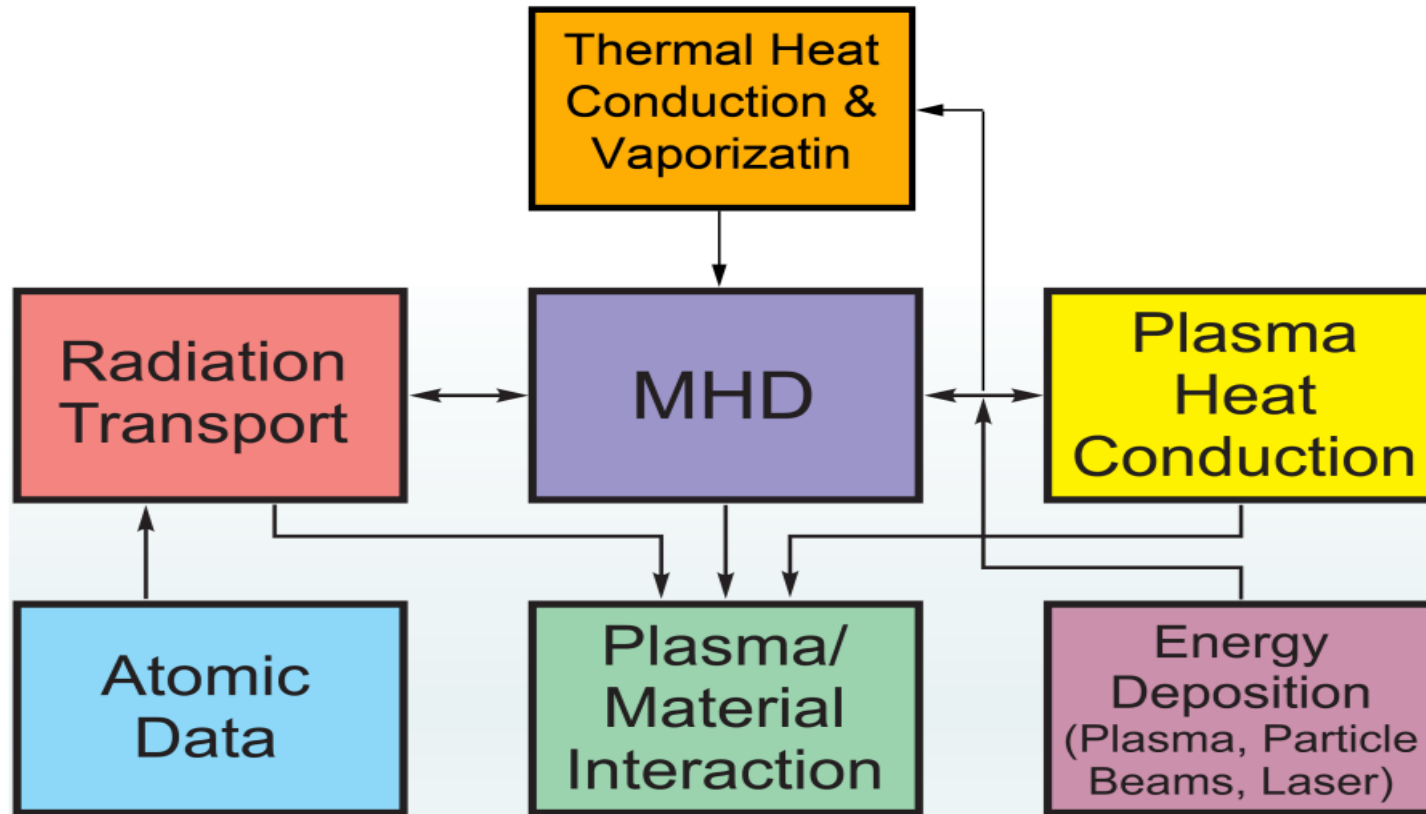 Thermal Heat
Conduction &
Vaporizatin
Radiation
Transport
MHD
Plasma
Heat
Conduction
Atomic
Data
Plasma/
Material
Interaction
Energy
Deposition
(Plasma, Particle
Beams, Laser)